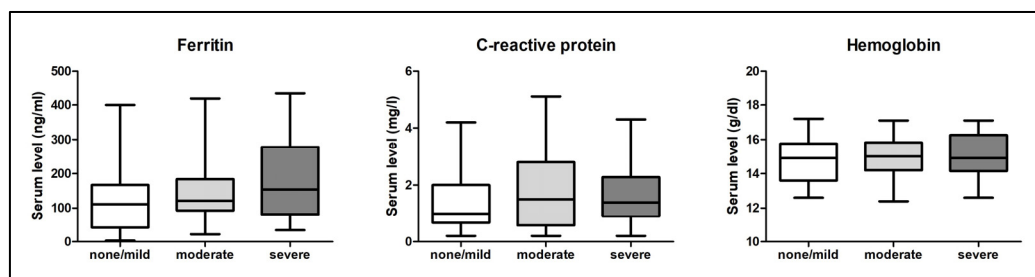 Ferritin
500
400
300
200
100
0
Serum level (ng/ml)
none/mild moderate severe
C-reactive protein
6
4
2
0
Serum level (mg/l)
none/mild moderate severe
Hemoglobin
20
18
16
14
12
10
Serum level (g/dl)
none/mild moderate severe